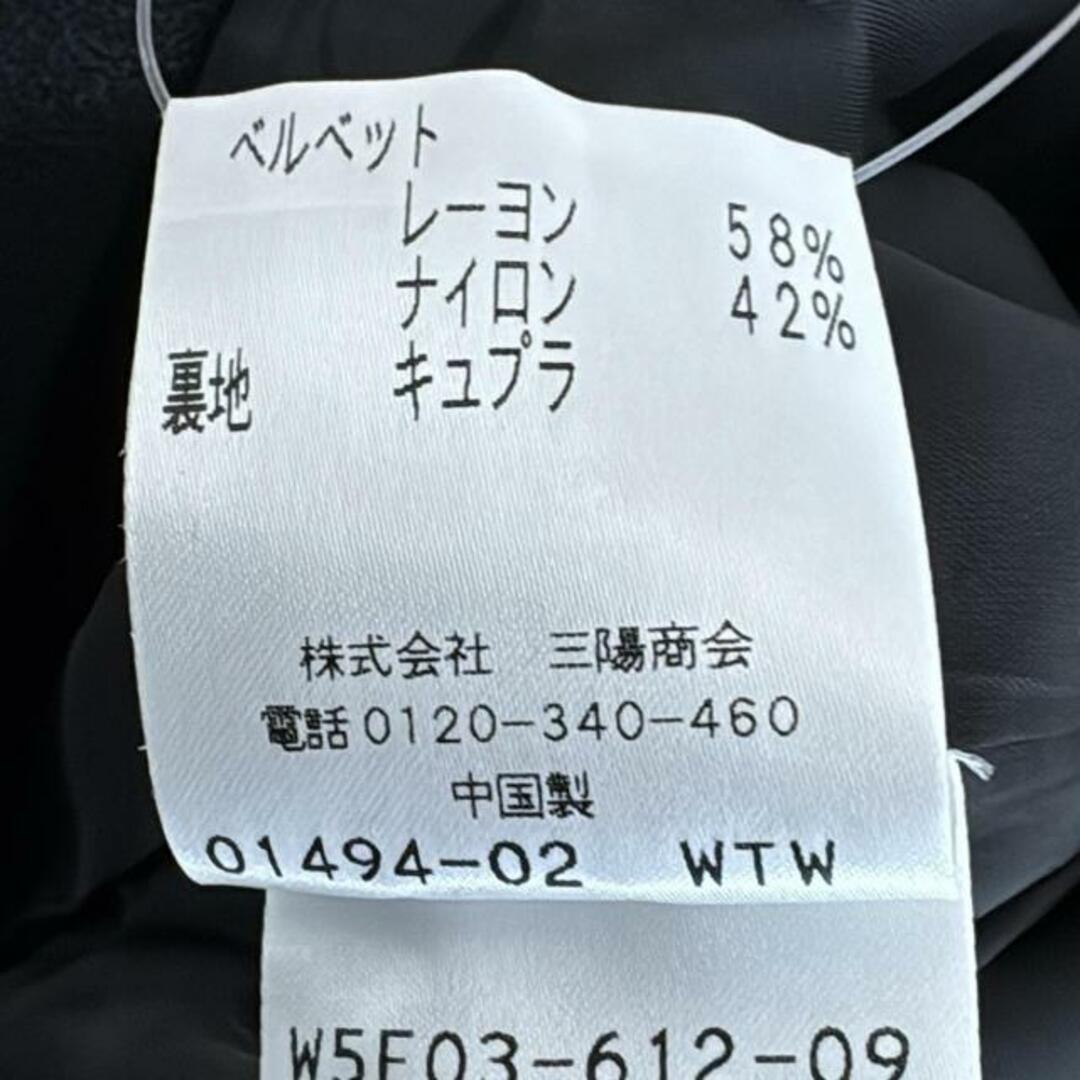 ベルベット
レーヨン 58%
ナイロン 42%
裏地 キュプラ
株式会社 三陽商会
電話0120-340-460
中国製
01494-02 WTW
W5F03-612-09